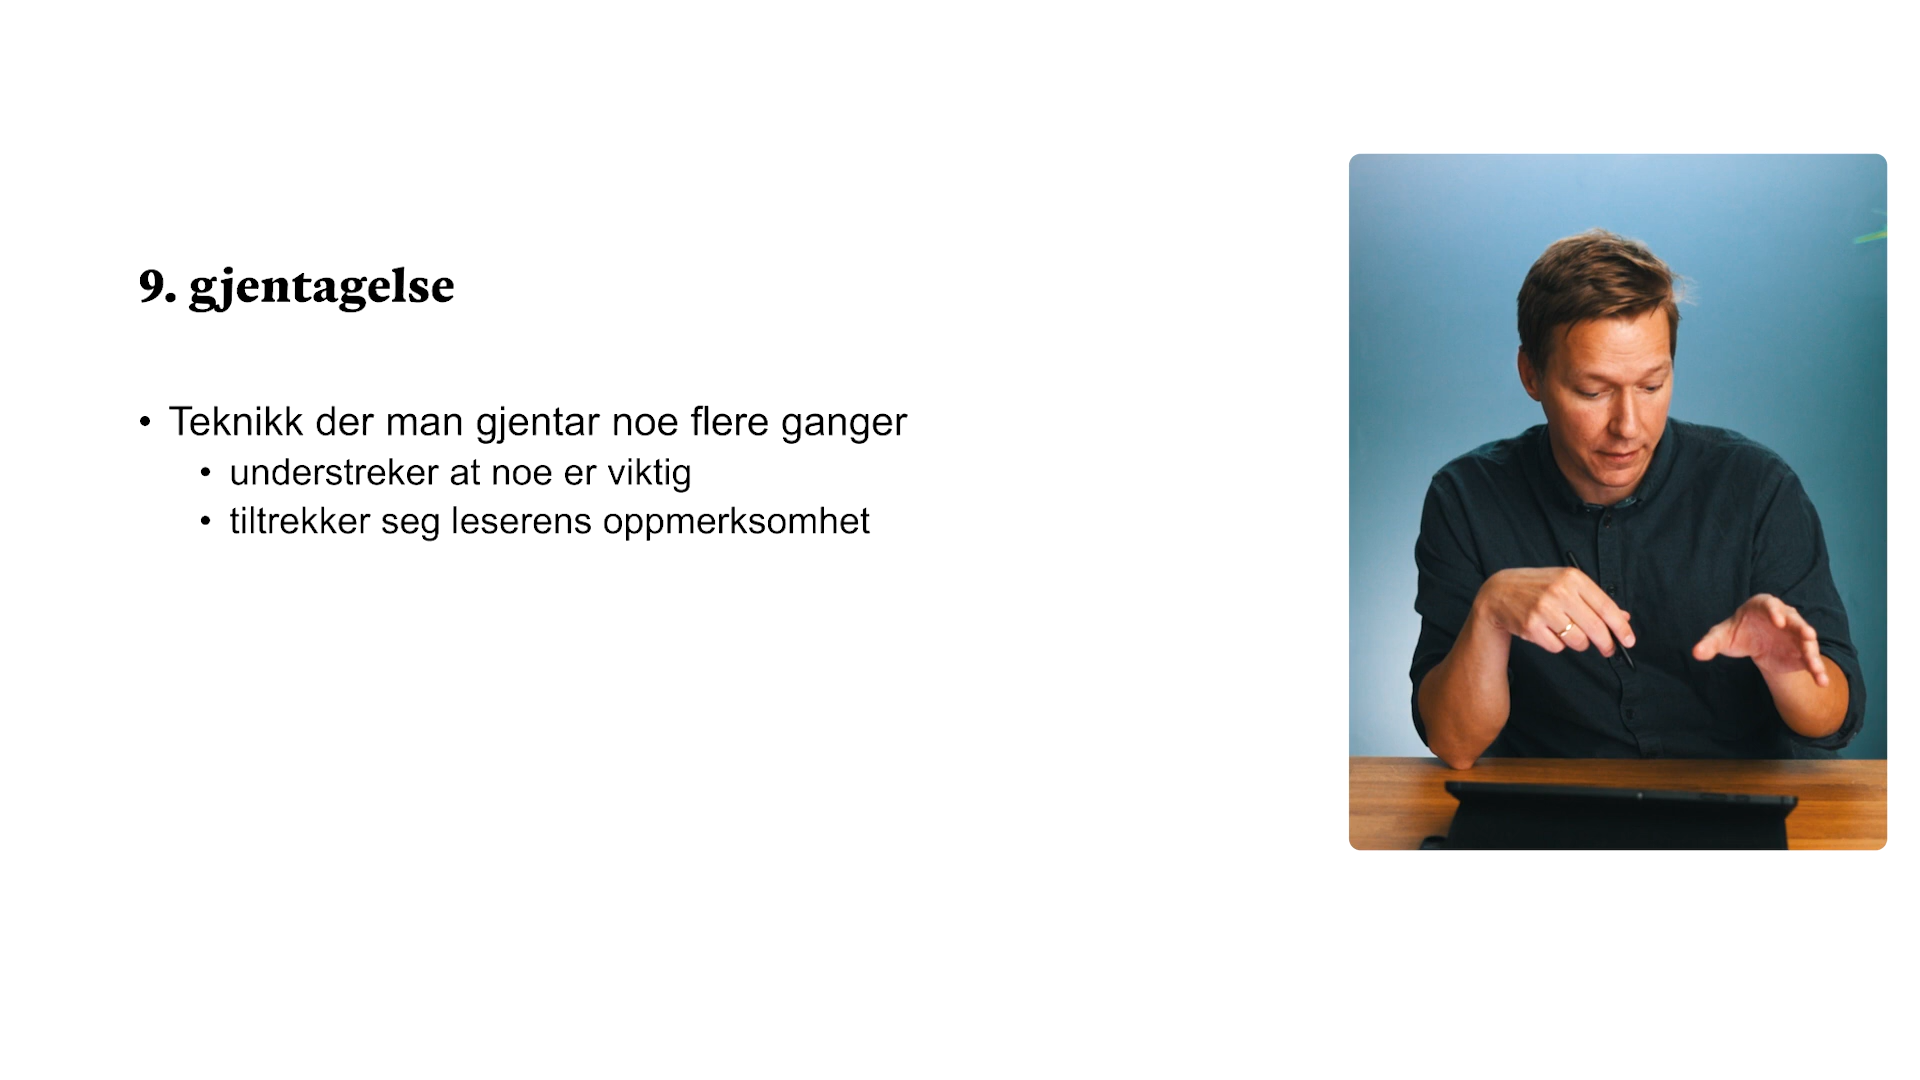 9. gjentagelse
• Teknikk der man gjentar noe flere ganger
• understreker at noe er viktig
• tiltrekker seg leserens oppmerksomhet